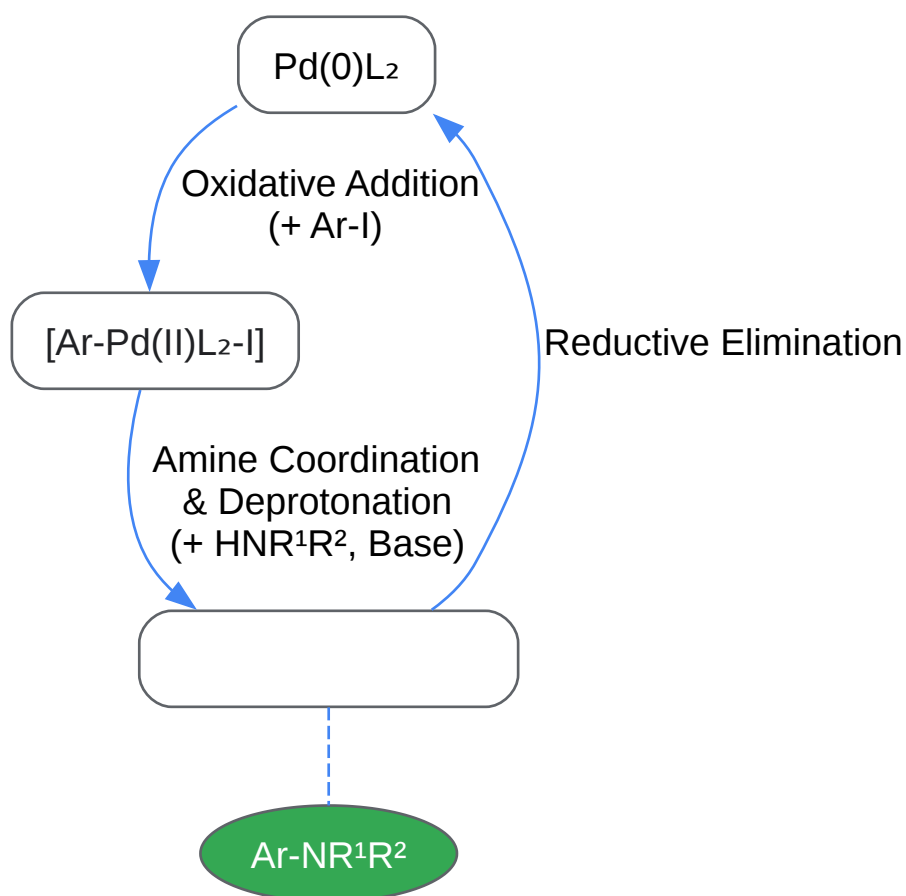 Pd(0)L₂
Oxidative Addition
(+ Ar-I)
[Ar-Pd(II)L₂-I]
Reductive Elimination
Amine Coordination
& Deprotonation
(+ HNR¹R², Base)
Ar-NR¹R²